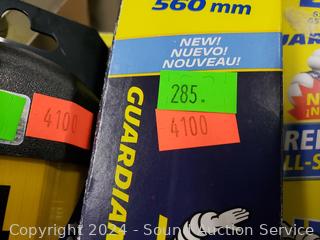 560 mm
NEW!
¡NUEVO!
NOUVEAU!
285.
4100
4100
GUARDIAN
Copyright 2024 - Sound Auction Service